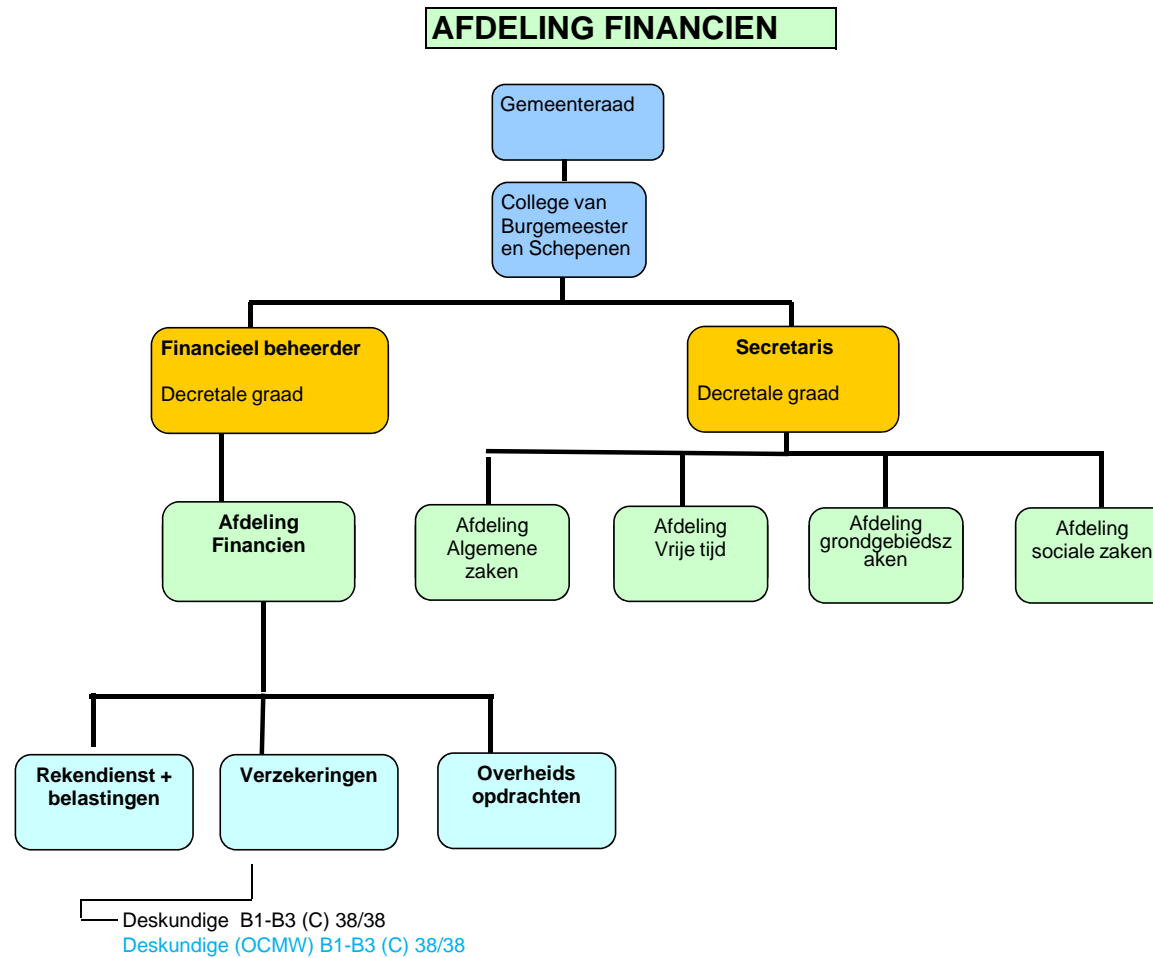 AFDELING FINANCIEN
Gemeenteraad
College van
Burgemeester
en Schepenen
Financieel beheerder
Decretale graad
Secretaris
Decretale graad
Afdeling
Financien
Afdeling
Algemene
zaken
Afdeling
Vrije tijd
Afdeling
grondgebiedsz
aken
Afdeling
sociale zaken
Rekendienst +
belastingen
Verzekeringen
Overheids
opdrachten
Deskundige B1-B3 (C) 38/38
Deskundige (OCMW) B1-B3 (C) 38/38